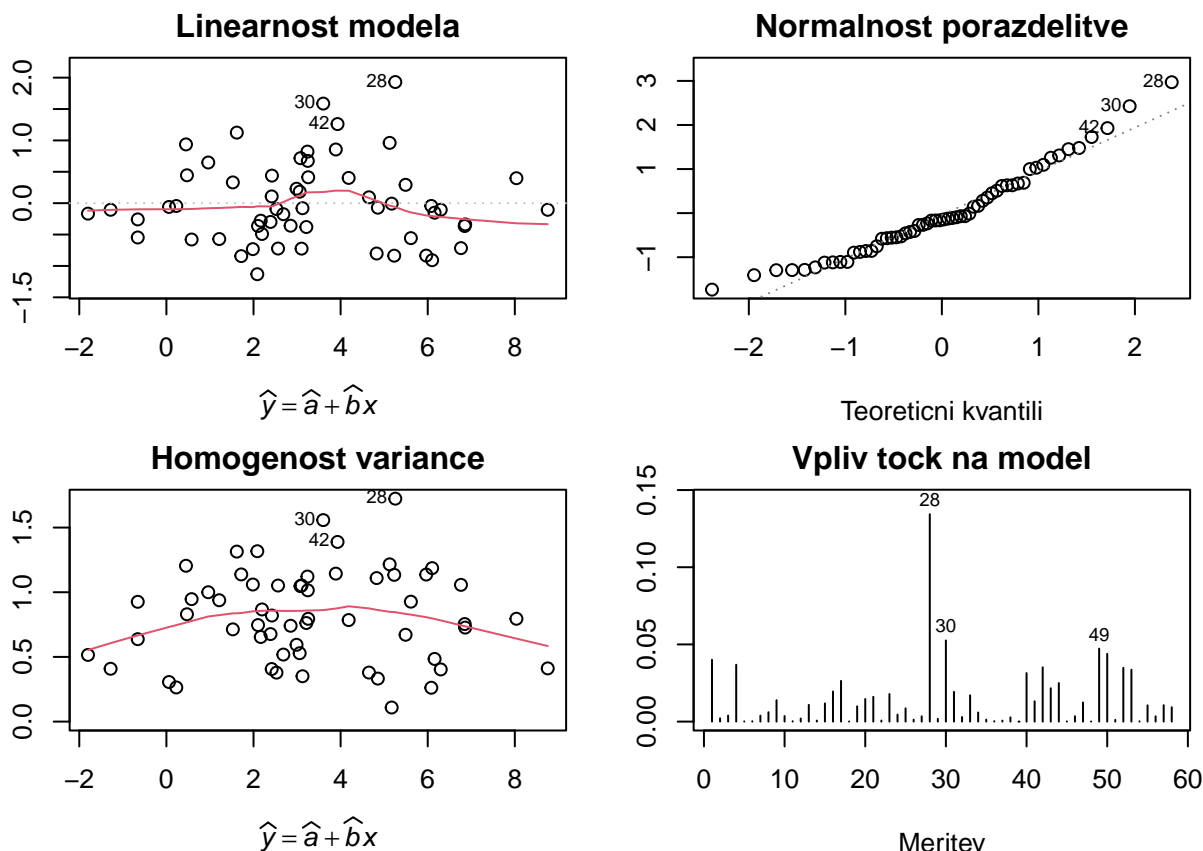 Linearnost modela
2.0
1.0
0.0
−1.5
28
30
42
−2 0 2 4 6 8
ŷ = â + b̂x
Normalnost porazdelitve
3
1
−1
28
30
42
−2 −1 0 1 2
Teoreticni kvantili
Homogenost variance
1.5
1.0
0.5
0.0
28
30
42
−2 0 2 4 6 8
ŷ = â + b̂x
Vpliv tock na model
0.15
0.10
0.05
0.00
28
30
49
0 10 20 30 40 50 60
Meritev